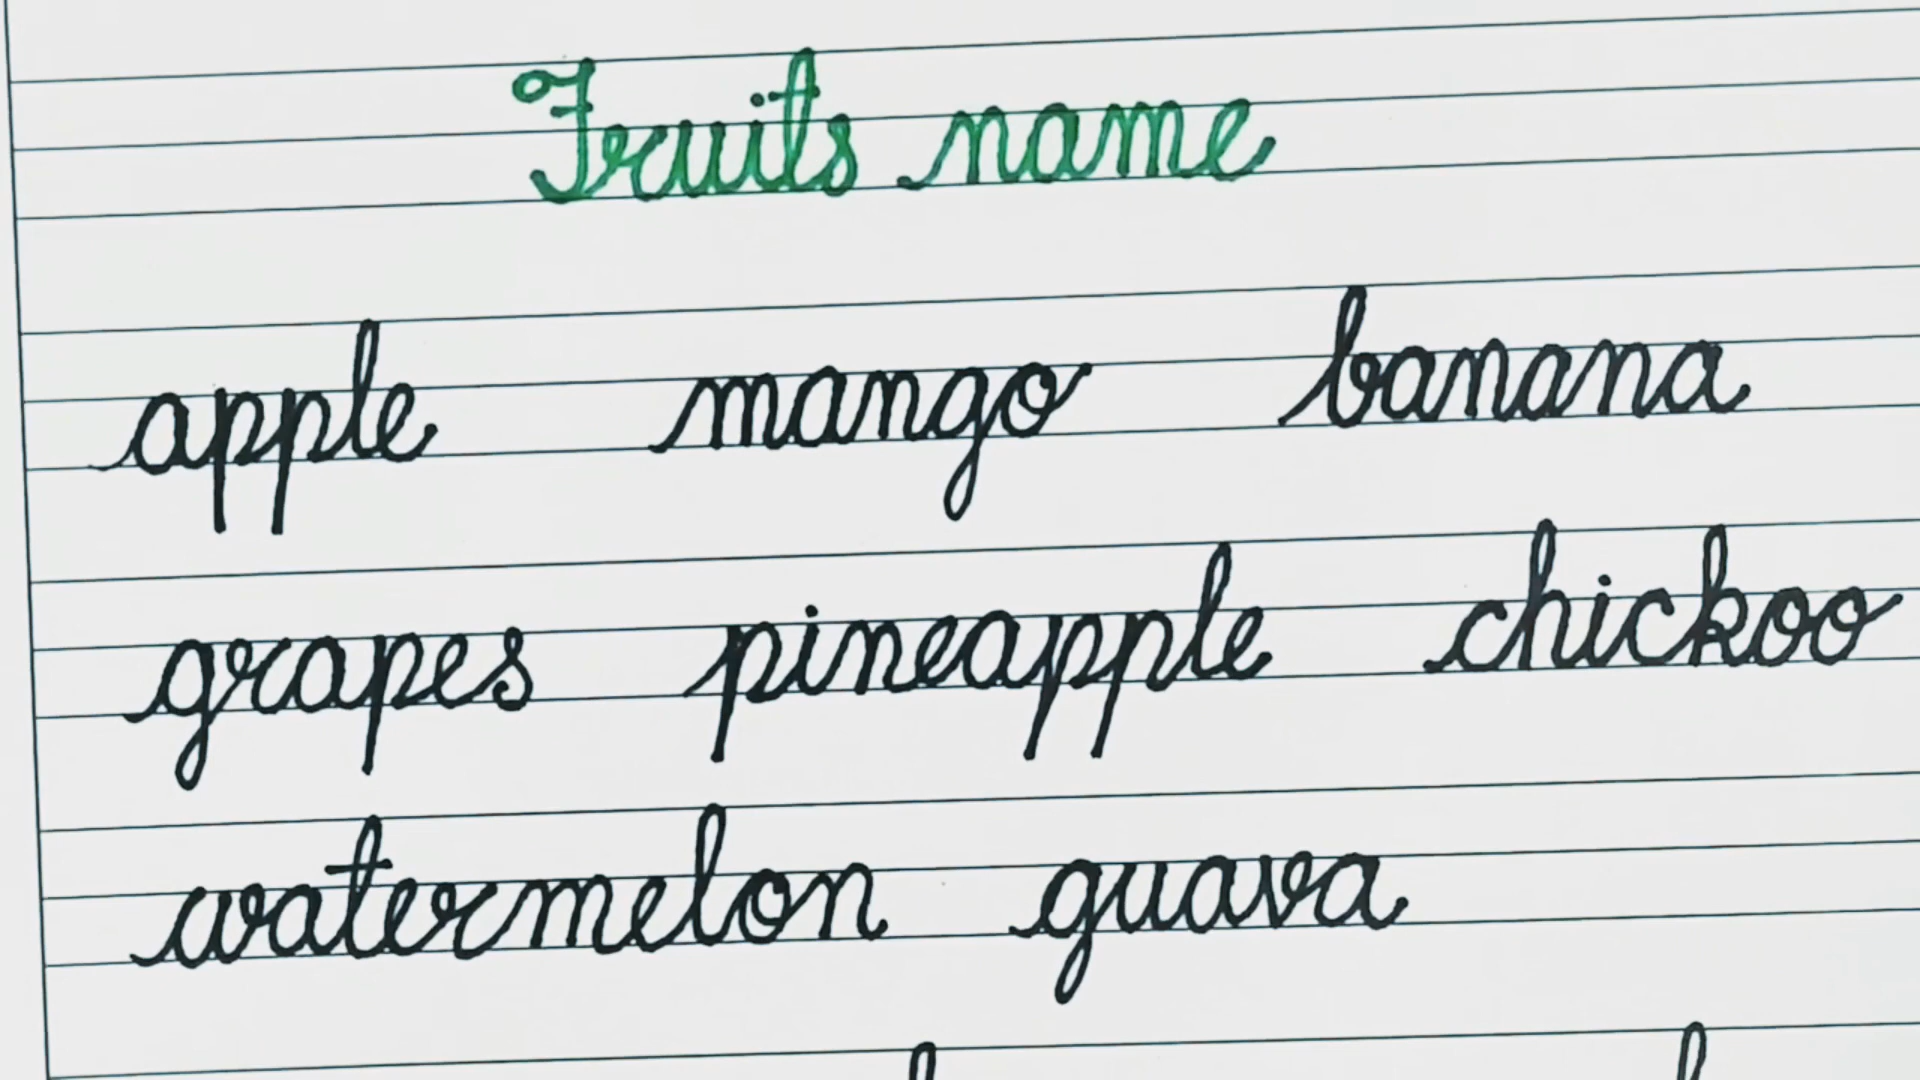 Fruits name
apple mango banana
grapes pineapple chickoo
watermelon guava